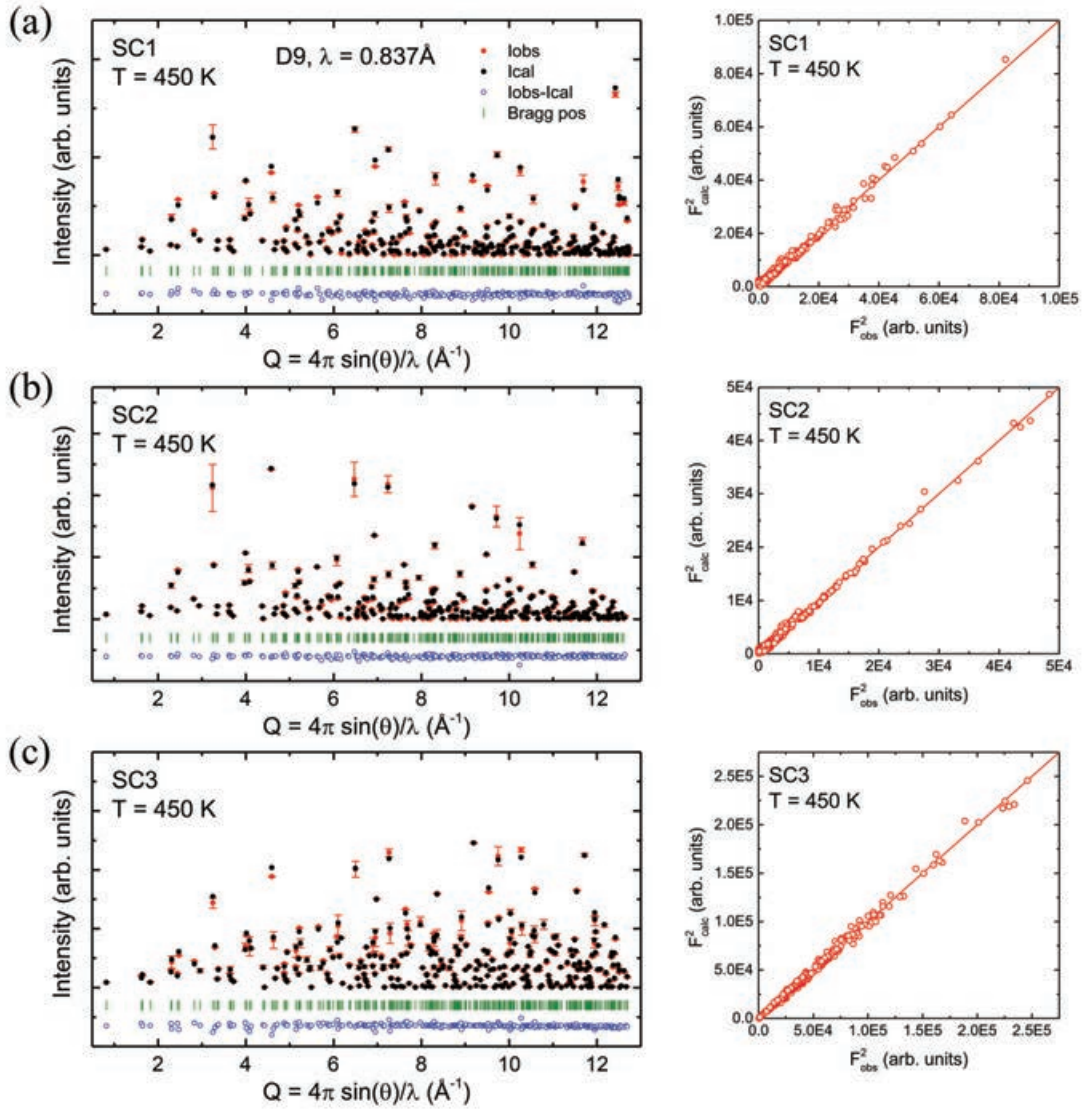 (a)
SC1
T = 450 K
D9, λ = 0.837Å
Iobs
Ical
Iobs-Ical
Bragg pos
Intensity (arb. units)
2 4 6 8 10 12
Q = 4π sin(θ)/λ (Å⁻¹)
SC1
T = 450 K
1.0E5
8.0E4
6.0E4
4.0E4
2.0E4
0.0
F²calc (arb. units)
0.0 2.0E4 4.0E4 6.0E4 8.0E4 1.0E5
F²obs (arb. units)
(b)
SC2
T = 450 K
Intensity (arb. units)
2 4 6 8 10 12
Q = 4π sin(θ)/λ (Å⁻¹)
SC2
T = 450 K
5E4
4E4
3E4
2E4
1E4
0
F²calc (arb. units)
0 1E4 2E4 3E4 4E4 5E4
F²obs (arb. units)
(c)
SC3
T = 450 K
Intensity (arb. units)
2 4 6 8 10 12
Q = 4π sin(θ)/λ (Å⁻¹)
SC3
T = 450 K
2.5E5
2.0E5
1.5E5
1.0E5
5.0E4
0.0
F²calc (arb. units)
0.0 5.0E4 1.0E5 1.5E5 2.0E5 2.5E5
F²obs (arb. units)